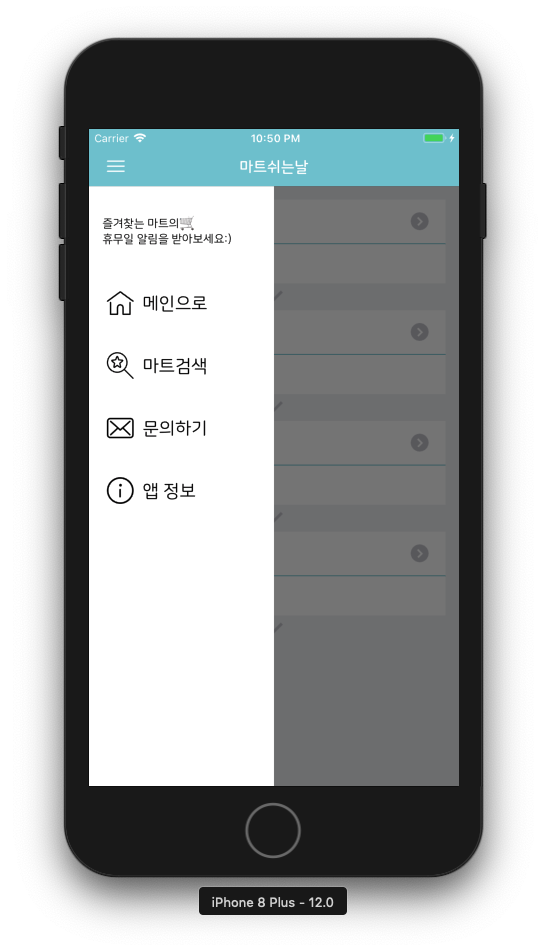 Carrier 10:50 PM
마트쉬는날
즐겨찾는 마트의🛒
휴무일 알림을 받아보세요:)
메인으로
마트검색
문의하기
앱 정보
iPhone 8 Plus - 12.0